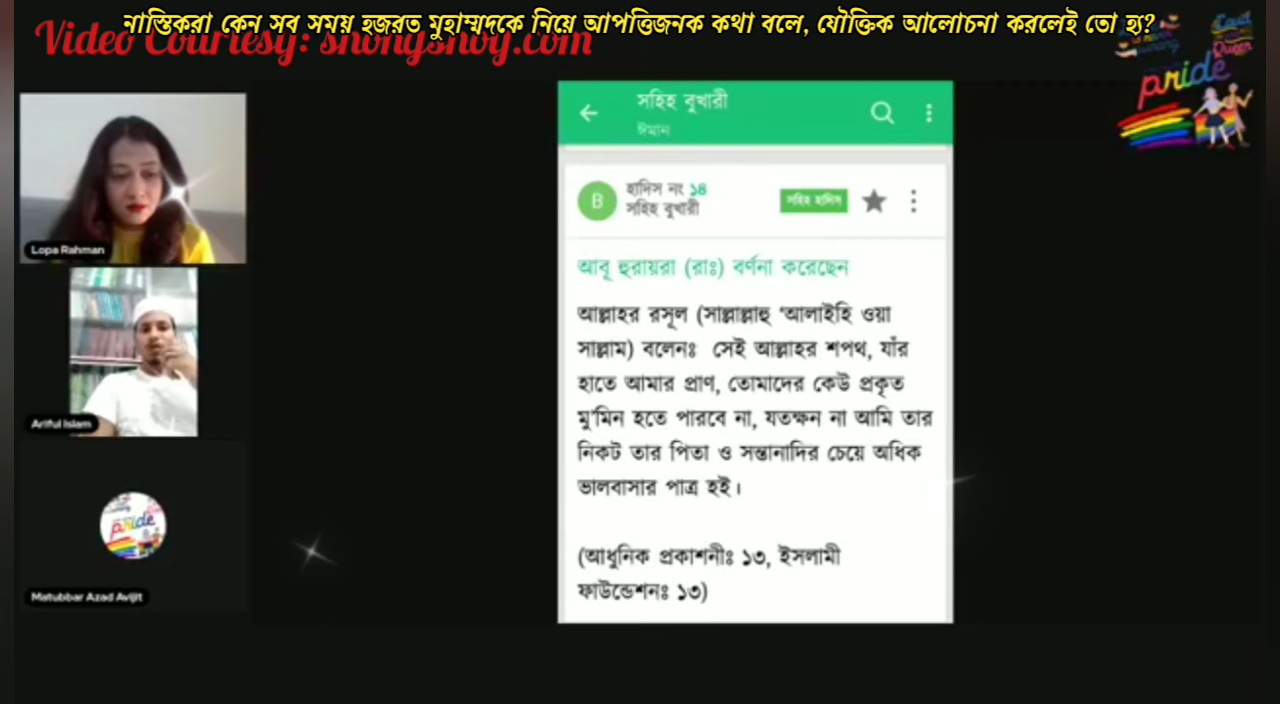 নাস্তিকরা কেন সব সময় হজরত মুহাম্মদকে নিয়ে আপত্তিজনক কথা বলে, যৌক্তিক আলোচনা করলেই তো হ্য?
Video Courtesy: shongshoy.com
pride
Queen
Lopa Rahman
Ariful Islam
pride
Matubbar Azad Avijit
সহিহ বুখারী
ঈমান
B
হাদিস নং ১৪
সহিহ বুখারী
সহিহ হাদিস
আবূ হুরায়রা (রাঃ) বর্ণনা করেছেন
আল্লাহর রসূল (সাল্লাল্লাহু ‘আলাইহি ওয়া
সাল্লাম) বলেনঃ সেই আল্লাহর শপথ, যাঁর
হাতে আমার প্রাণ, তোমাদের কেউ প্রকৃত
মু’মিন হতে পারবে না, যতক্ষন না আমি তার
নিকট তার পিতা ও সন্তানাদির চেয়ে অধিক
ভালবাসার পাত্র হই।
(আধুনিক প্রকাশনীঃ ১৩, ইসলামী
ফাউন্ডেশনঃ ১৩)